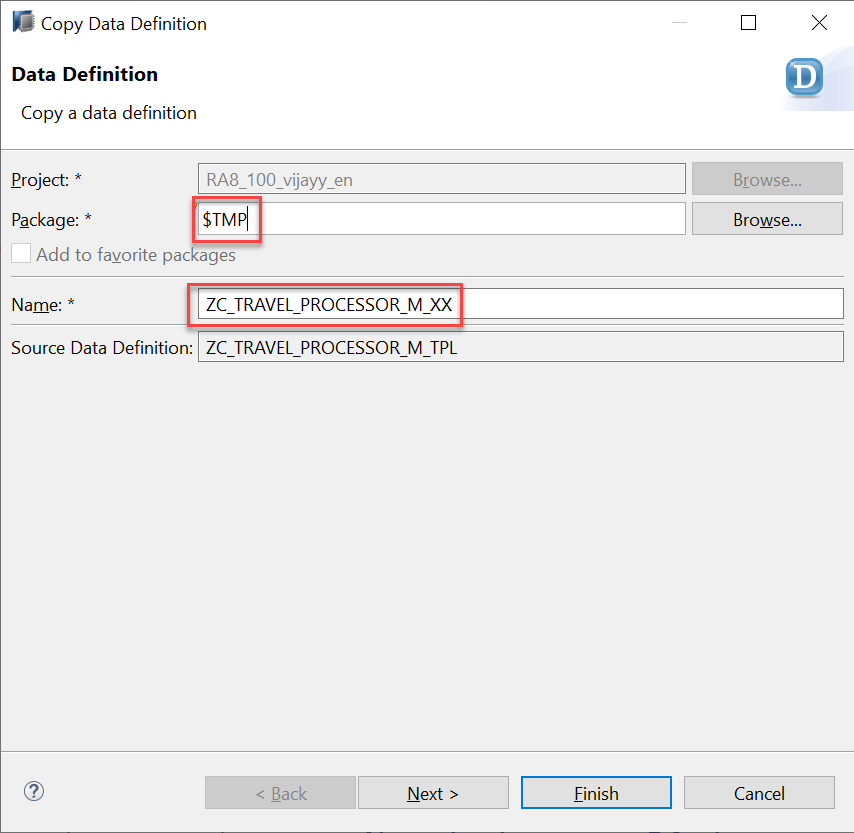 Copy Data Definition
Data Definition
D
Copy a data definition
Project: * RA8_100_vijayy_en Browse...
Package: * $TMP Browse...
Add to favorite packages
Name: * ZC_TRAVEL_PROCESSOR_M_XX
Source Data Definition: ZC_TRAVEL_PROCESSOR_M_TPL
? < Back Next > Finish Cancel